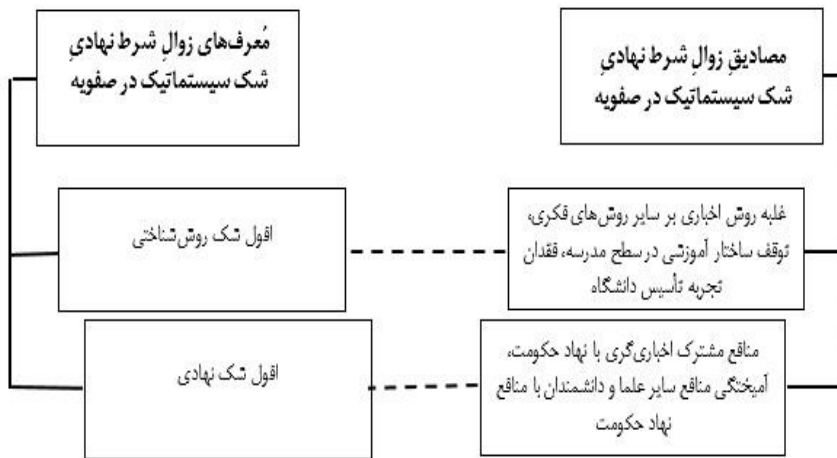 مصادیقِ زوالِ شرط نهادیِ
شک سیستماتیک در صفویه
مُعرف‌های زوالِ شرط نهادیِ
شک سیستماتیک در صفویه
غلبه روش اخباری بر سایر روش‌های فکری،
توقف ساختار آموزشی در سطح مدرسه، فقدان
تجربه تأسیس دانشگاه
افول شک روش‌شناختی
منافع مشترک اخباری‌گری با نهاد حکومت،
آمیختگی منافع سایر علما و دانشمندان با منافع
نهاد حکومت
افول شک نهادی